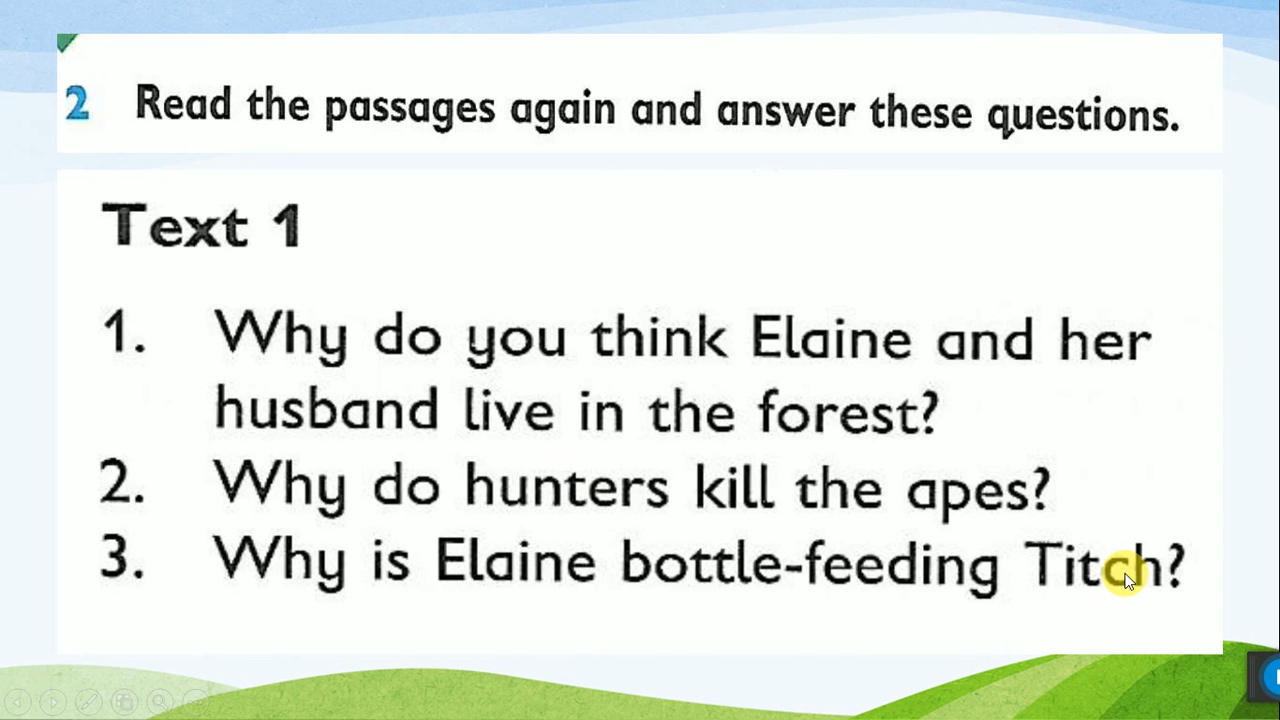 2 Read the passages again and answer these questions.
Text 1
1. Why do you think Elaine and her
husband live in the forest?
2. Why do hunters kill the apes?
3. Why is Elaine bottle-feeding Titch?